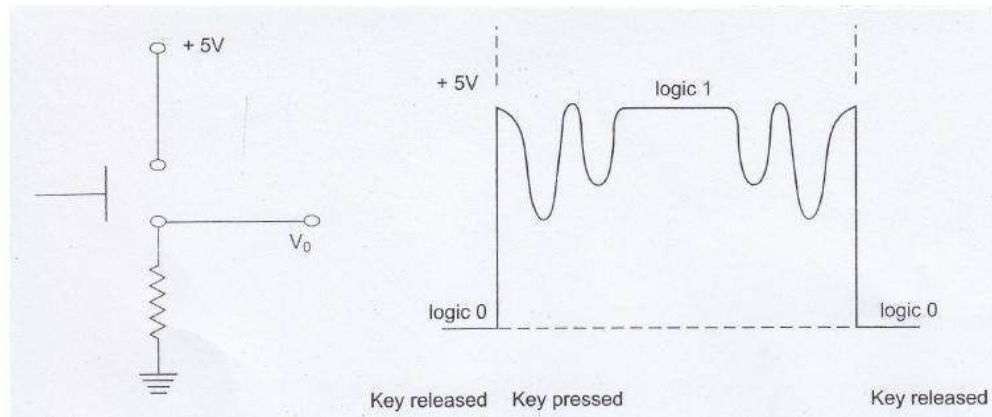 + 5V
V0
+ 5V
logic 1
logic 0
logic 0
Key released
Key pressed
Key released